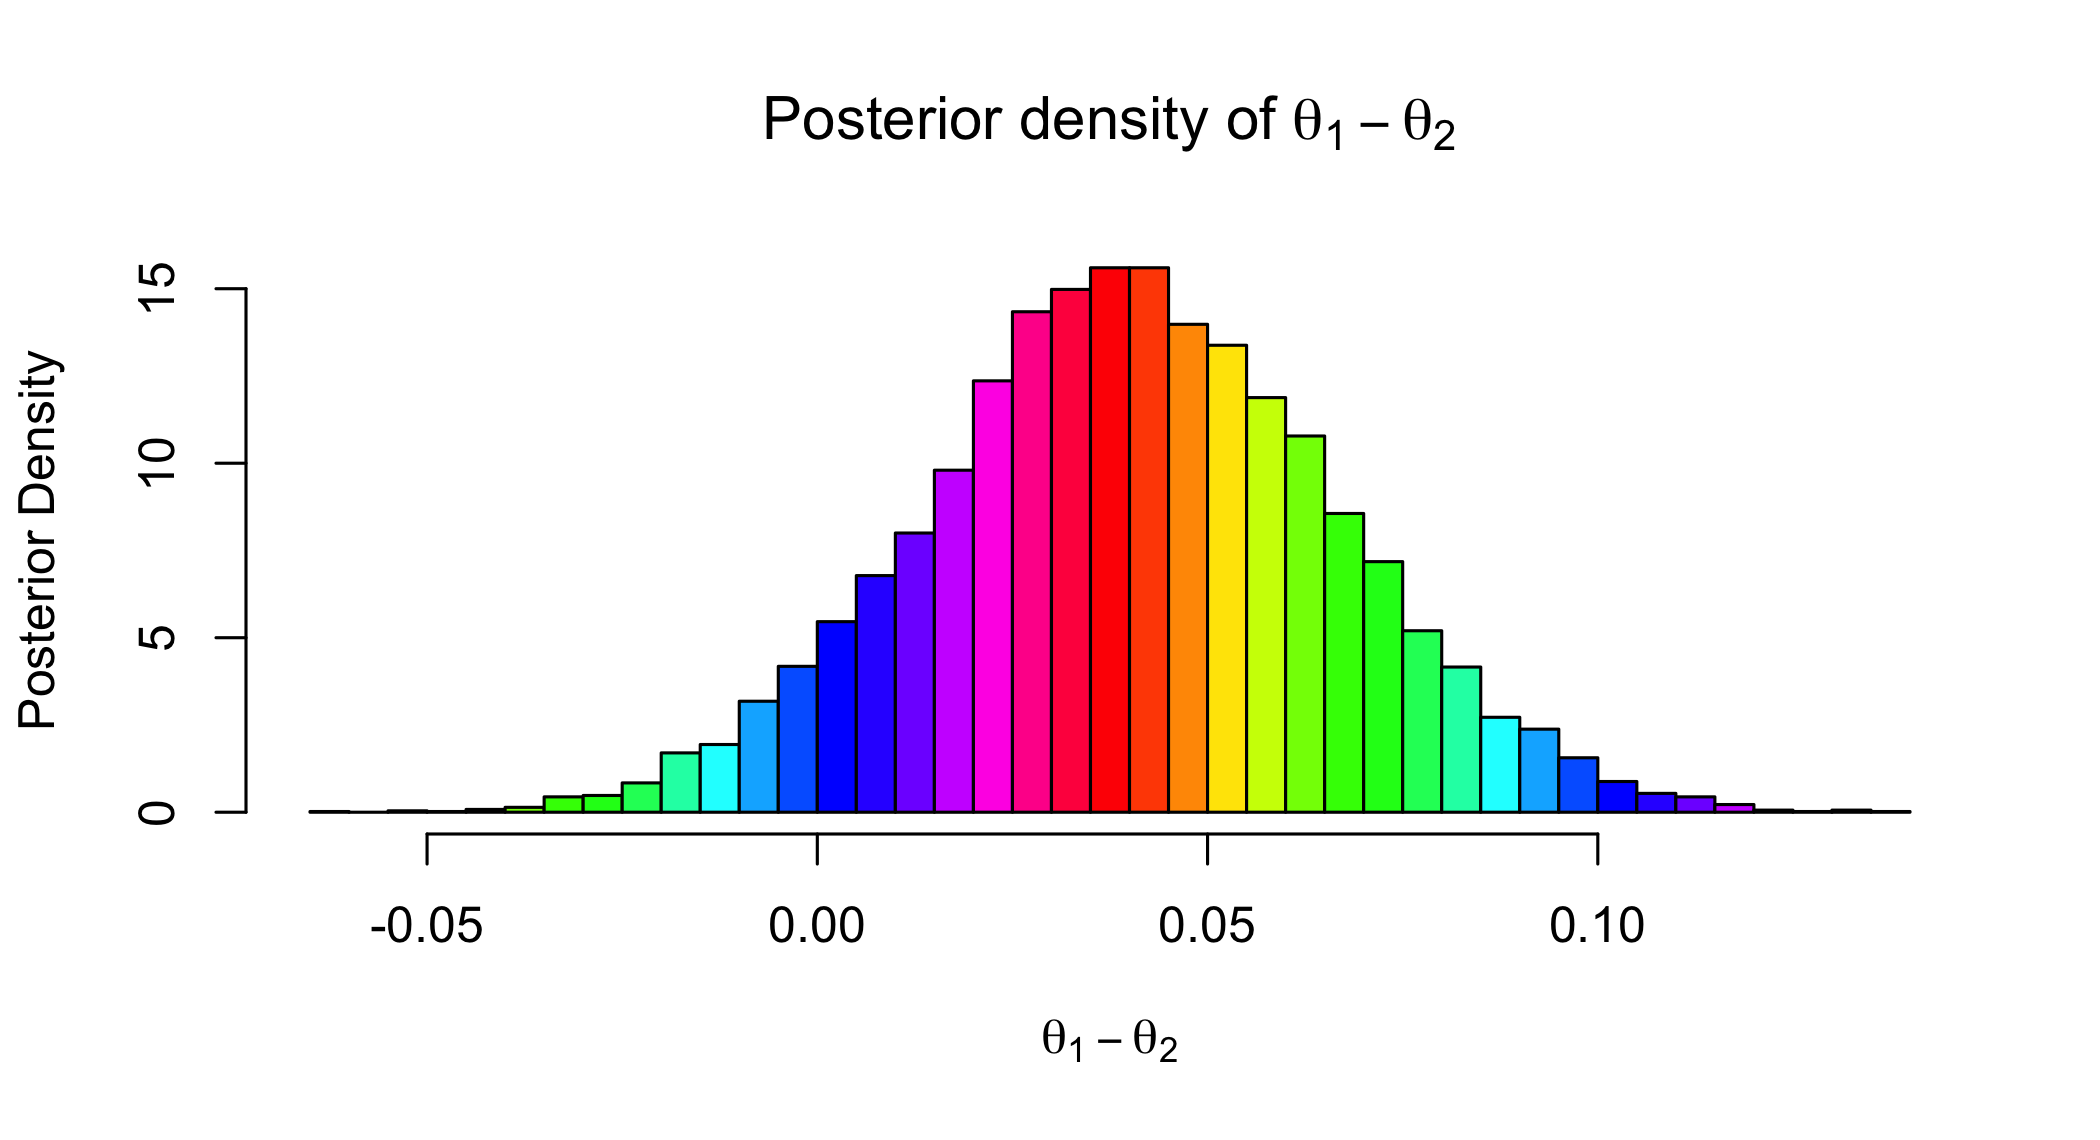 Posterior density of θ₁ – θ₂
Posterior Density
15
10
5
0
-0.05 0.00 0.05 0.10
θ₁ – θ₂